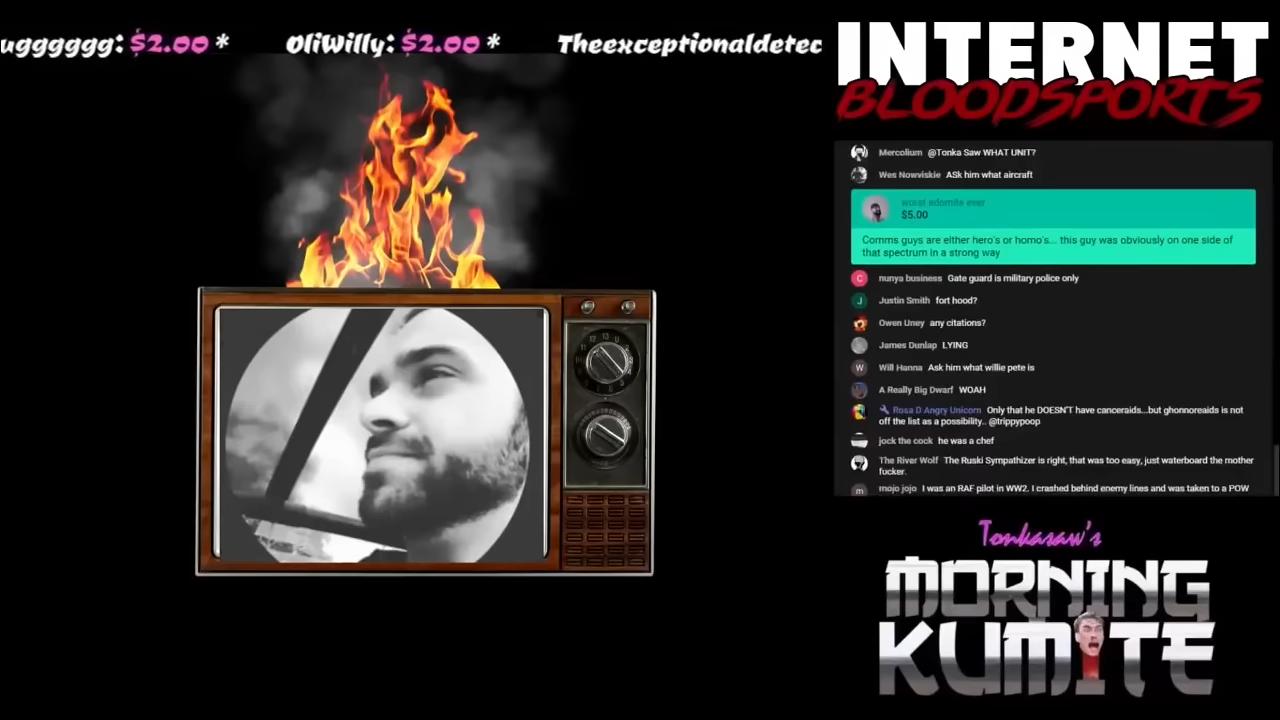 ugggggg: $2.00 * OliWilly: $2.00 * Theexceptionaldetec
INTERNET
BLOODSPORTS
Mercolium @Tonka Saw WHAT UNIT?
Wes Nowviskie ASk him what aircraft
worst edomite ever
$5.00
Comms guys are either hero's or homo's... this guy was obviously on one side of
that spectrum in a strong way
C nunya business Gate guard is military police only
J Justin Smith fort hood?
Owen Uney any citations?
James Dunlap LYING
W Will Hanna Ask him what willie pete is
A Really Big Dwarf WOAH
Rosa D Angry Unicorn Only that he DOESN'T have canceraids...but ghonnoreaids is not
off the list as a possibility.. @trippypoop
jock the cock he was a chef
The River Wolf The Ruski Sympathizer is right, that was too easy, just waterboard the mother
fucker.
m mojo jojo I was an RAF pilot in WW2. I crashed behind enemy lines and was taken to a POW
Tonkasaw's
MORNING
KUMITE